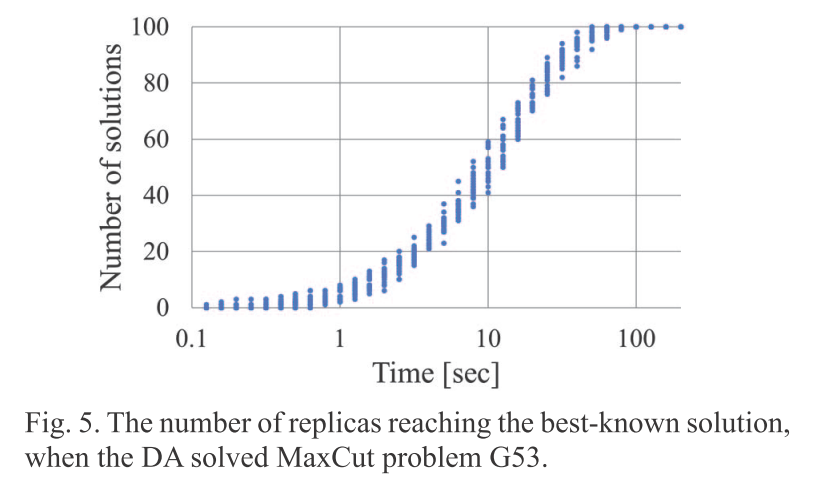 100
80
60
40
20
0
Number of solutions
0.1 1 10 100
Time [sec]
Fig. 5. The number of replicas reaching the best-known solution,
when the DA solved MaxCut problem G53.